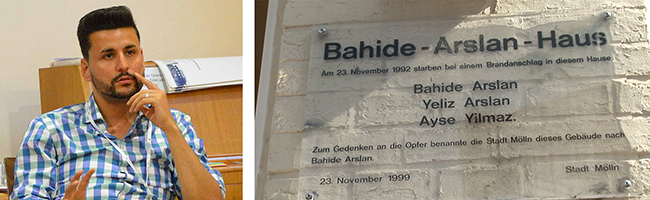 Bahide-Arslan-Haus
Am 23. November 1992 starben bei einem Brandanschlag in diesem Hause
Bahide Arslan
Yeliz Arslan
Ayse Yilmaz.
Zum Gedenken an die Opfer benannte die Stadt Mölln dieses Gebäude nach
Bahide Arslan.
23. November 1999 Stadt Mölln